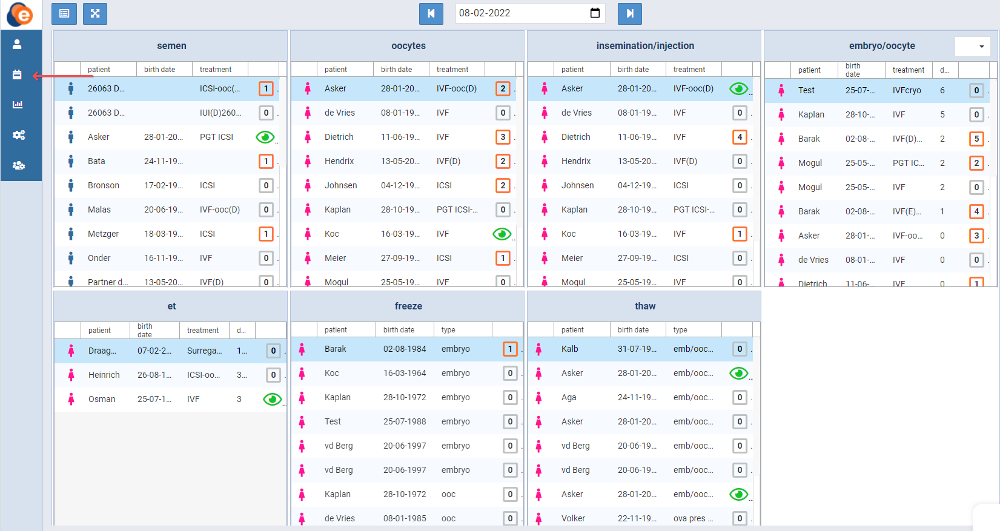 e
08-02-2022
semen
patient birth date treatment
26063 D... ICSI-ooc(... 1 .
26063 D... IUI(D)260... 0 .
Asker 28-01-20... PGT ICSI ...
Bata 24-11-19... 1 .
Bronson 17-02-19... ICSI 0 .
Malas 20-06-19... IVF-ooc(D) 0 .
Metzger 18-03-19... ICSI 1 .
Onder 16-11-19... IVF 0 .
Partner d... 13-05-20... IVF(D) 0 .
oocytes
patient birth date treatment
Asker 28-01-20... IVF-ooc(D) 2 .
de Vries 08-01-19... IVF 0 .
Dietrich 11-06-19... IVF 3 .
Hendrix 13-05-20... IVF(D) 2 .
Johnsen 04-12-19... ICSI 2 .
Kaplan 28-10-19... PGT ICSI-... 0 .
Koc 16-03-19... IVF ...
Meier 27-09-19... ICSI 1 .
Mogul 25-05-19... IVF 0 .
insemination/injection
patient birth date treatment
Asker 28-01-20... IVF-ooc(D) ...
de Vries 08-01-19... IVF 0 .
Dietrich 11-06-19... IVF 4 .
Hendrix 13-05-20... IVF(D) 0 .
Johnsen 04-12-19... ICSI 0 .
Kaplan 28-10-19... PGT ICSI-... 0 .
Koc 16-03-19... IVF 1 .
Meier 27-09-19... ICSI 0 .
Mogul 25-05-19... IVF 0 .
embryo/oocyte
patient birth date treatment d...
Test 25-07-... IVFcryo 6 0 .
Kaplan 28-10-... IVF 5 0 .
Barak 02-08-... IVF(D)... 2 5 .
Mogul 25-05-... PGT IC... 2 2 .
Mogul 25-05-... IVF 2 0 .
Barak 02-08-... IVF(E)... 1 4 .
Asker 28-01-... IVF-oo... 0 3 .
de Vries 08-01-... IVF 0 0 .
Dietrich 11-06-... IVF 0 1 .
et
patient birth date treatment d...
Draag... 07-02-2... Surrega... 1... 0 .
Heinrich 26-08-1... ICSI-oo... 3... 0 .
Osman 25-07-1... IVF 3 ...
freeze
patient birth date type
Barak 02-08-1984 embryo 1 .
Koc 16-03-1964 embryo 0 .
Kaplan 28-10-1972 embryo 0 .
Test 25-07-1988 embryo 0 .
vd Berg 20-06-1997 embryo 0 .
vd Berg 20-06-1997 embryo 0 .
Kaplan 28-10-1972 ooc 0 .
de Vries 08-01-1985 ooc 0 .
thaw
patient birth date type
Kalb 31-07-19... emb/ooc... 0 .
Asker 28-01-20... emb/ooc... ...
Aga 24-11-19... emb/ooc... 0 .
Asker 28-01-20... emb/ooc... 0 .
vd Berg 20-06-19... emb/ooc... 0 .
vd Berg 20-06-19... emb/ooc... 0 .
Asker 28-01-20... emb/ooc... ...
Volker 22-11-19... ova pres ... 0 .